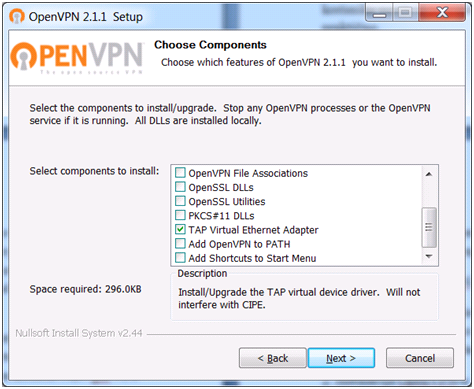 OpenVPN 2.1.1 Setup
OPENVPN
The open source VPN
Choose Components
Choose which features of OpenVPN 2.1.1 you want to install.
Select the components to install/upgrade. Stop any OpenVPN processes or the OpenVPN
service if it is running. All DLLs are installed locally.
Select components to install:
OpenVPN File Associations
OpenSSL DLLs
OpenSSL Utilities
PKCS#11 DLLs
TAP Virtual Ethernet Adapter
Add OpenVPN to PATH
Add Shortcuts to Start Menu
Space required: 296.0KB
Description
Install/Upgrade the TAP virtual device driver. Will not
interfere with CIPE.
Nullsoft Install System v2.44
< Back
Next >
Cancel